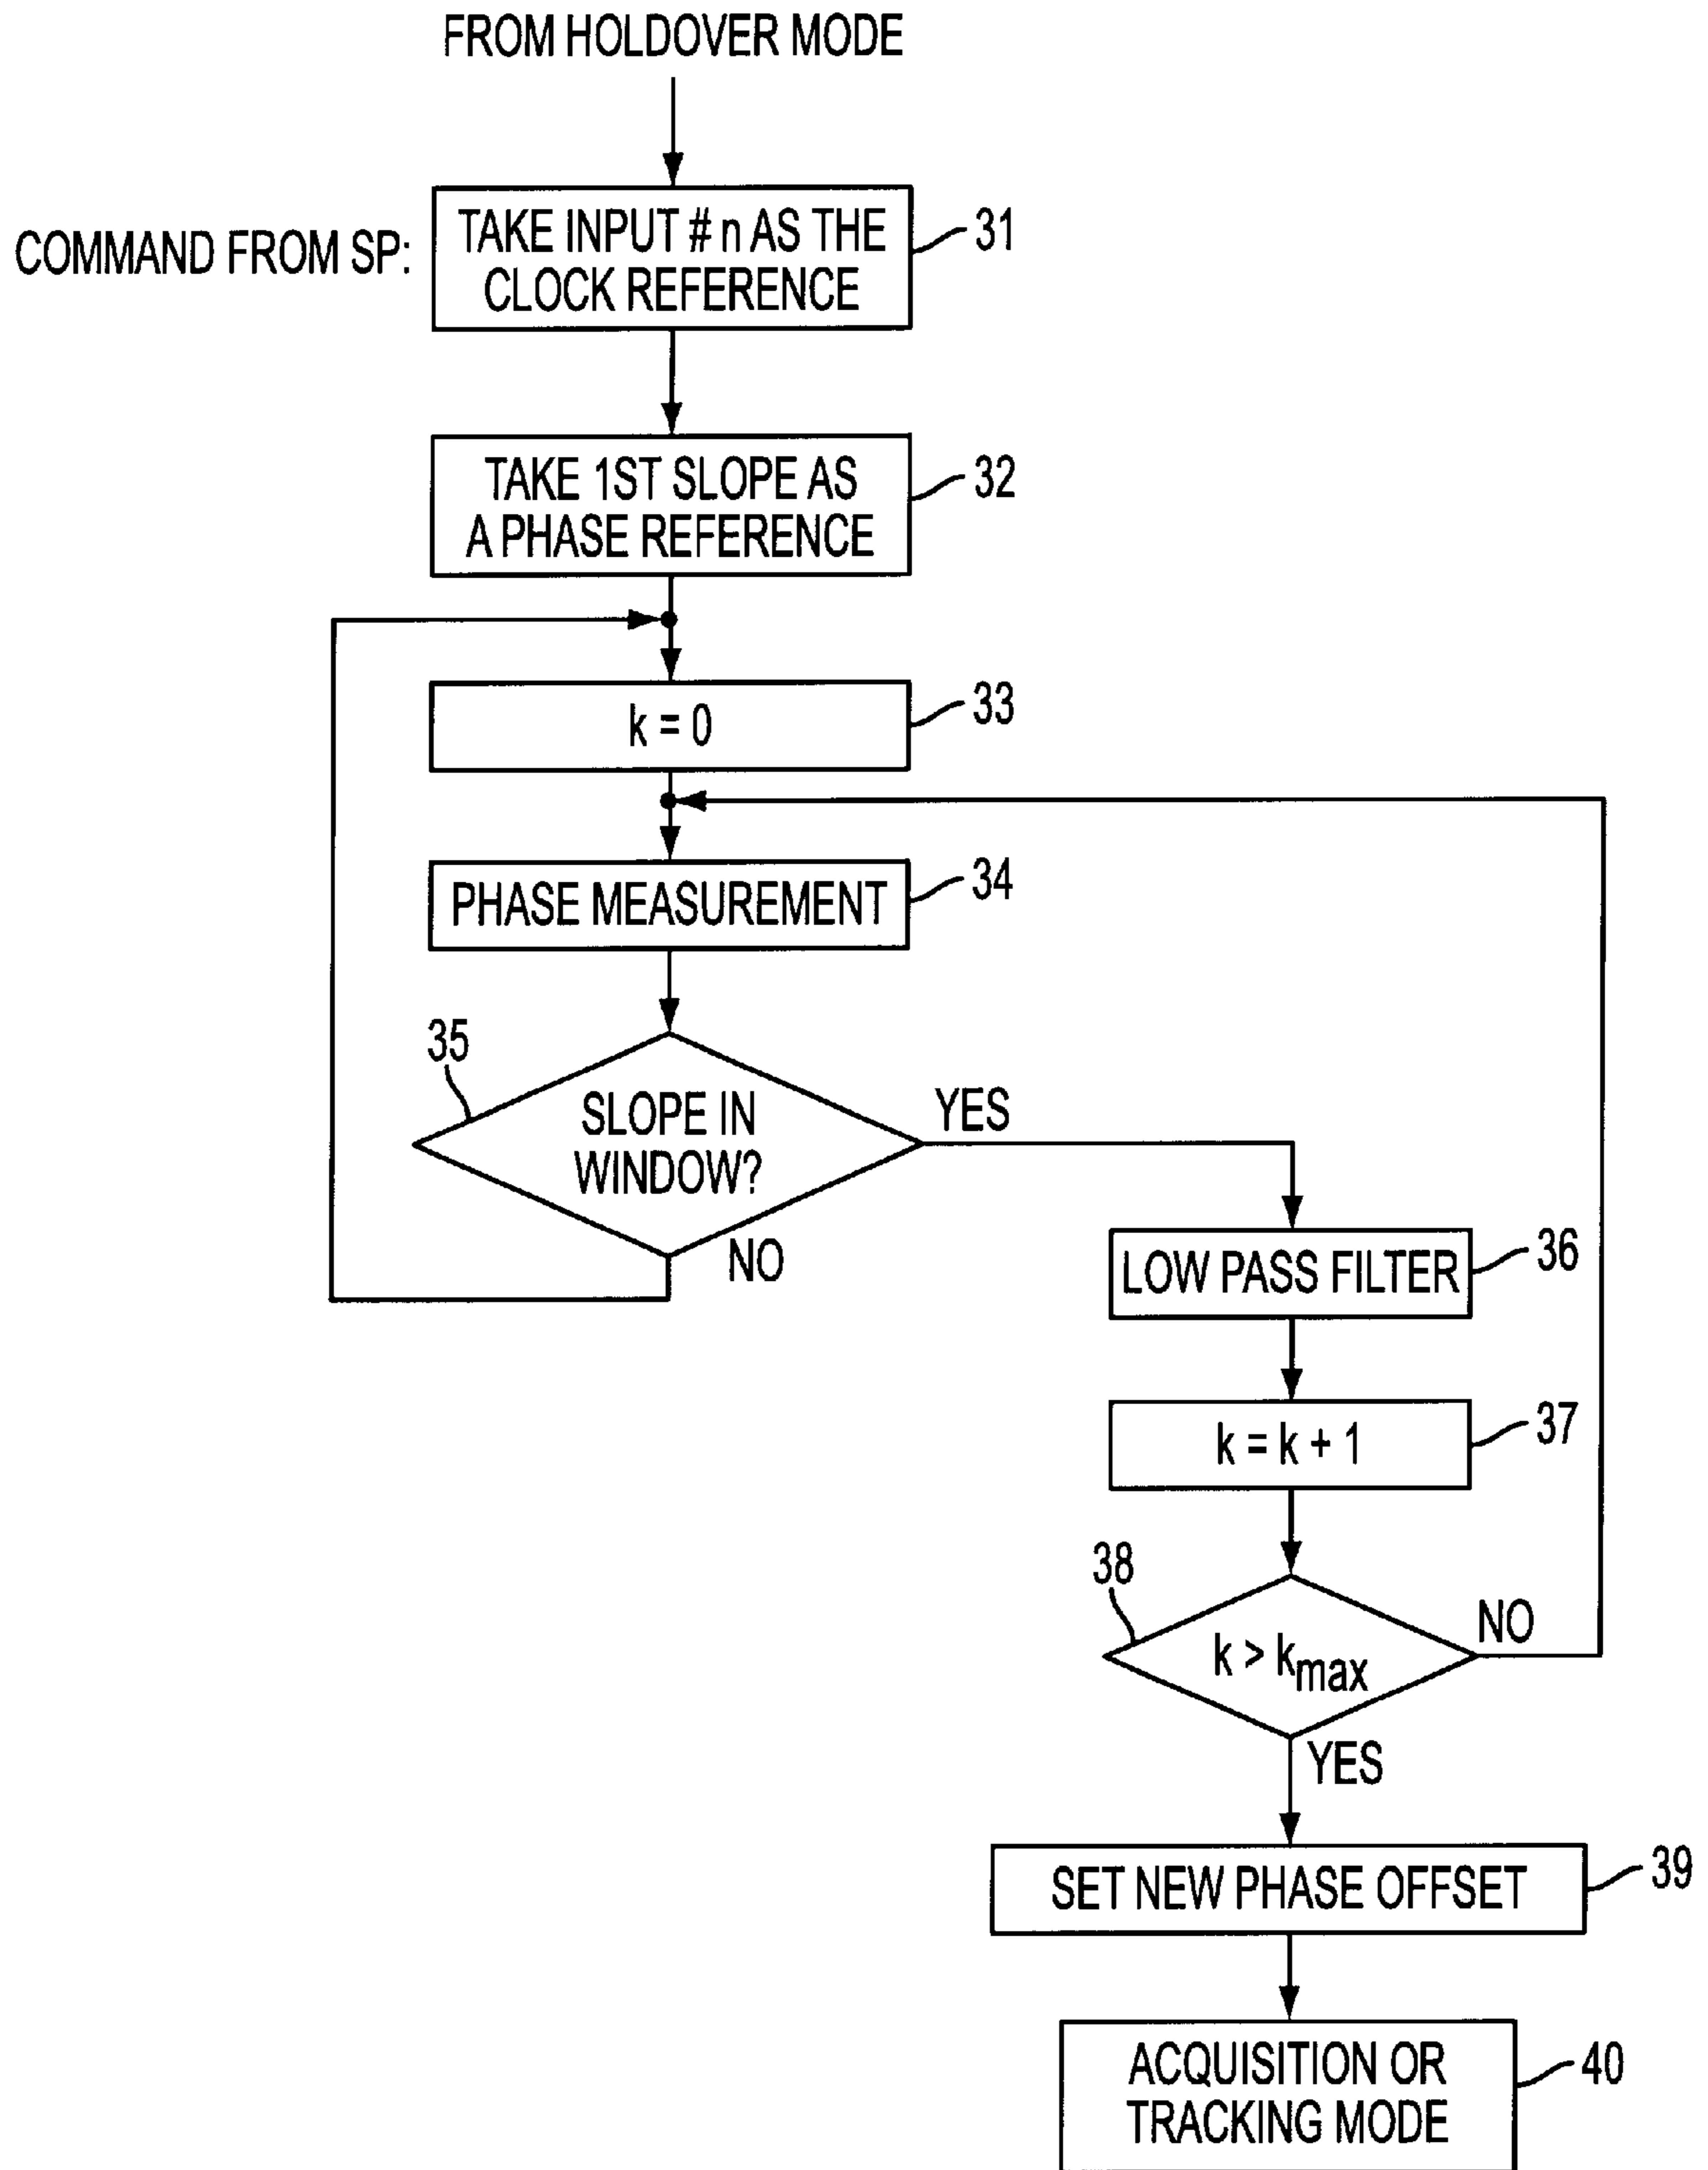 FROM HOLDOVER MODE
COMMAND FROM SP:
TAKE INPUT # n AS THE
CLOCK REFERENCE
31
TAKE 1ST SLOPE AS
A PHASE REFERENCE
32
k = 0
33
PHASE MEASUREMENT
34
35
SLOPE IN
WINDOW?
YES
NO
LOW PASS FILTER
36
k = k + 1
37
38
k > kmax
NO
YES
SET NEW PHASE OFFSET
39
ACQUISITION OR
TRACKING MODE
40